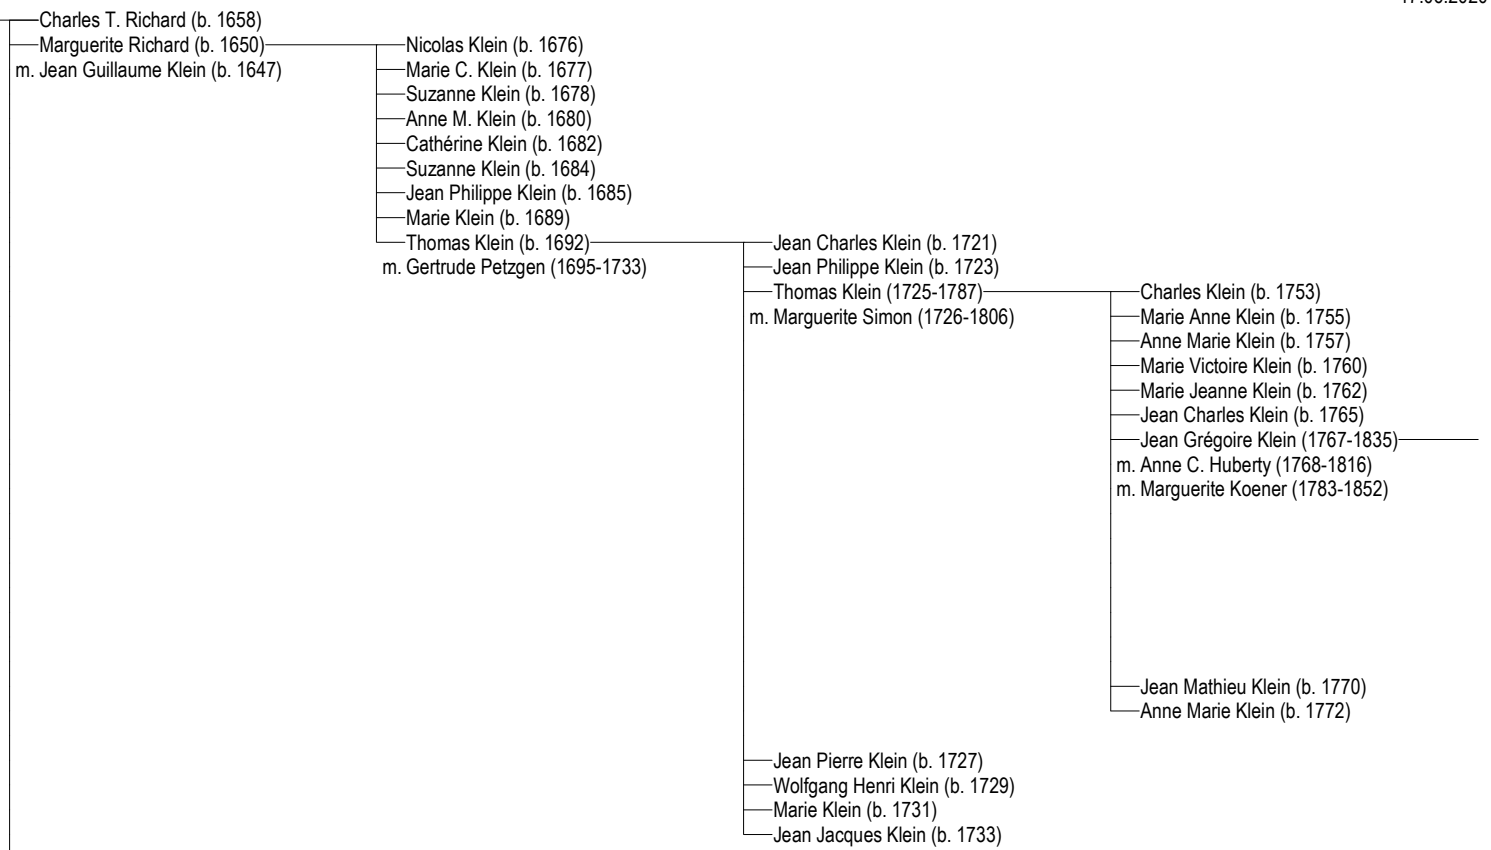 Charles T. Richard (b. 1658)
Marguerite Richard (b. 1650)
Nicolas Klein (b. 1676)
m. Jean Guillaume Klein (b. 1647)
Marie C. Klein (b. 1677)
Suzanne Klein (b. 1678)
Anne M. Klein (b. 1680)
Cathérine Klein (b. 1682)
Suzanne Klein (b. 1684)
Jean Philippe Klein (b. 1685)
Marie Klein (b. 1689)
Thomas Klein (b. 1692)
Jean Charles Klein (b. 1721)
m. Gertrude Petzgen (1695-1733)
Jean Philippe Klein (b. 1723)
Thomas Klein (1725-1787)
Charles Klein (b. 1753)
m. Marguerite Simon (1726-1806)
Marie Anne Klein (b. 1755)
Anne Marie Klein (b. 1757)
Marie Victoire Klein (b. 1760)
Marie Jeanne Klein (b. 1762)
Jean Charles Klein (b. 1765)
Jean Grégoire Klein (1767-1835)
m. Anne C. Huberty (1768-1816)
m. Marguerite Koener (1783-1852)
Jean Mathieu Klein (b. 1770)
Anne Marie Klein (b. 1772)
Jean Pierre Klein (b. 1727)
Wolfgang Henri Klein (b. 1729)
Marie Klein (b. 1731)
Jean Jacques Klein (b. 1733)